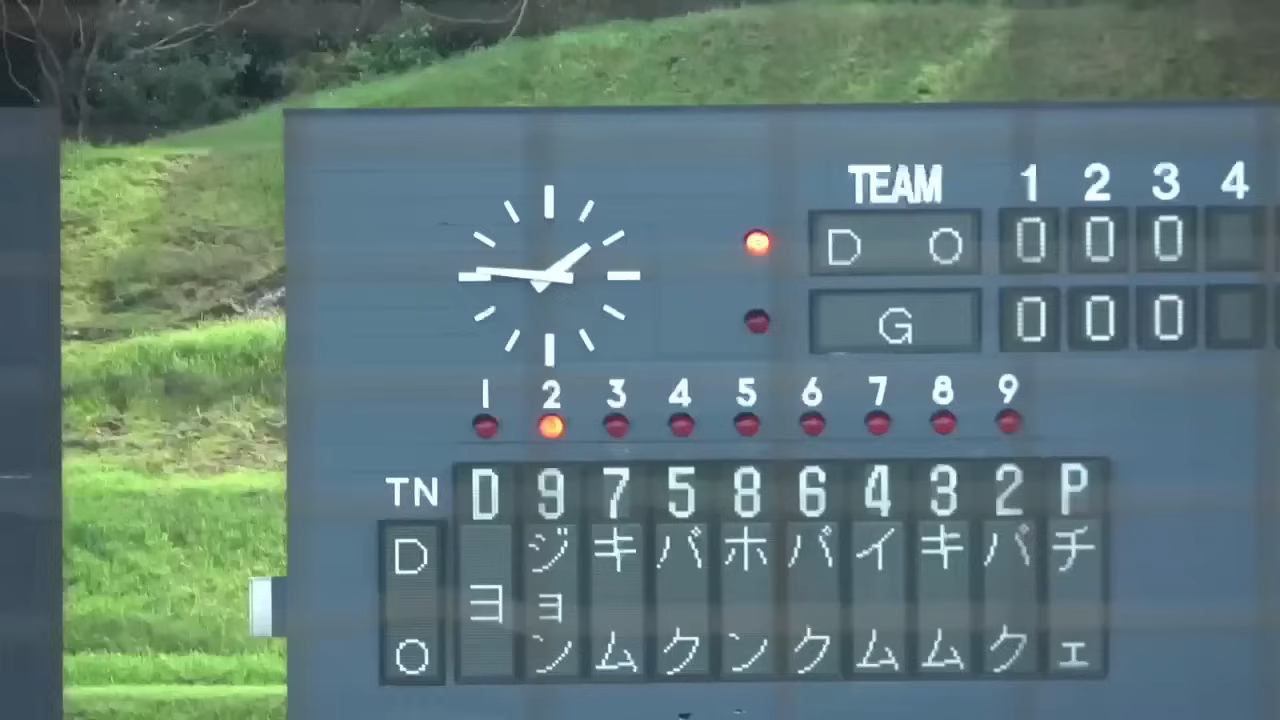 TEAM 1 2 3 4
D O 0 0 0
G 0 0 0
1 2 3 4 5 6 7 8 9
TN D 9 7 5 8 6 4 3 2 P
D O
ヨ
ジョン
キム
バク
ホン
バク
イム
キム
パク
チェ